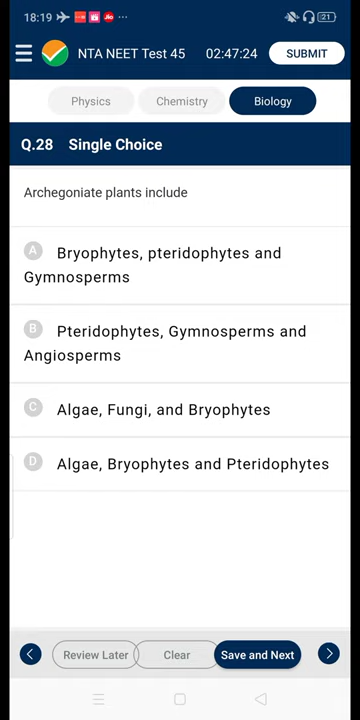 18:19
Jio
21
NTA NEET Test 45 02:47:24 SUBMIT
Physics Chemistry Biology
Q.28 Single Choice
Archegoniate plants include
A Bryophytes, pteridophytes and
Gymnosperms
B Pteridophytes, Gymnosperms and
Angiosperms
C Algae, Fungi, and Bryophytes
D Algae, Bryophytes and Pteridophytes
Review Later Clear Save and Next